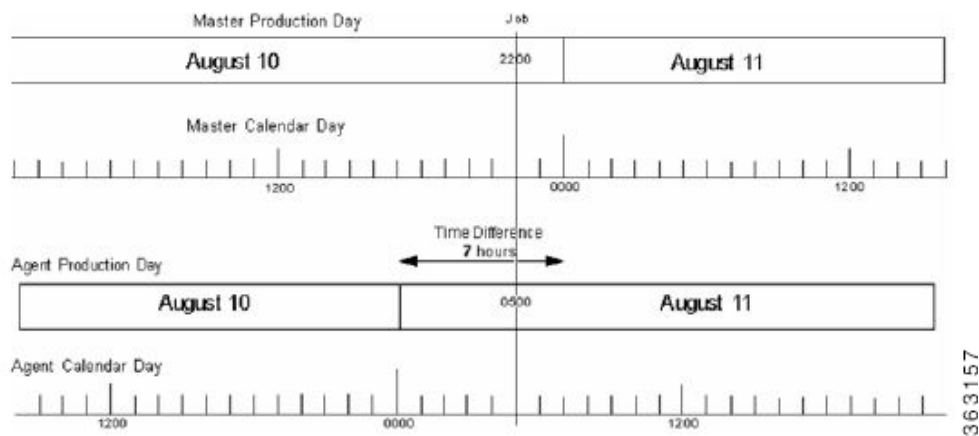 Master Production Day
Job
August 10
2200
August 11
Master Calendar Day
1200
0000
1200
Time Difference
7 hours
Agent Production Day
August 10
0500
August 11
Agent Calendar Day
1200
0000
1200
363157